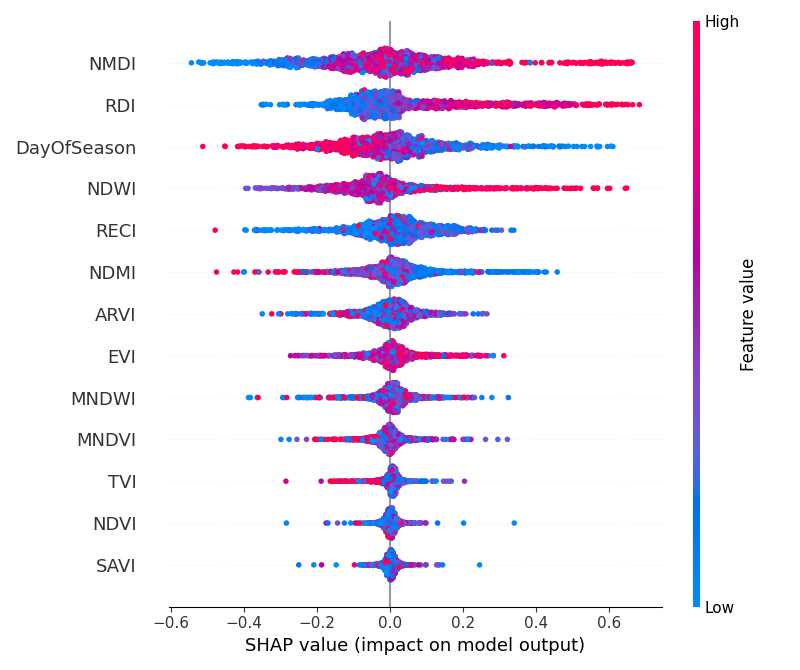 High
NMDI
RDI
DayOfSeason
NDWI
RECI
NDMI
ARVI
EVI
MNDWI
MNDVI
TVI
NDVI
SAVI
Feature value
Low
−0.6 −0.4 −0.2 0.0 0.2 0.4 0.6
SHAP value (impact on model output)